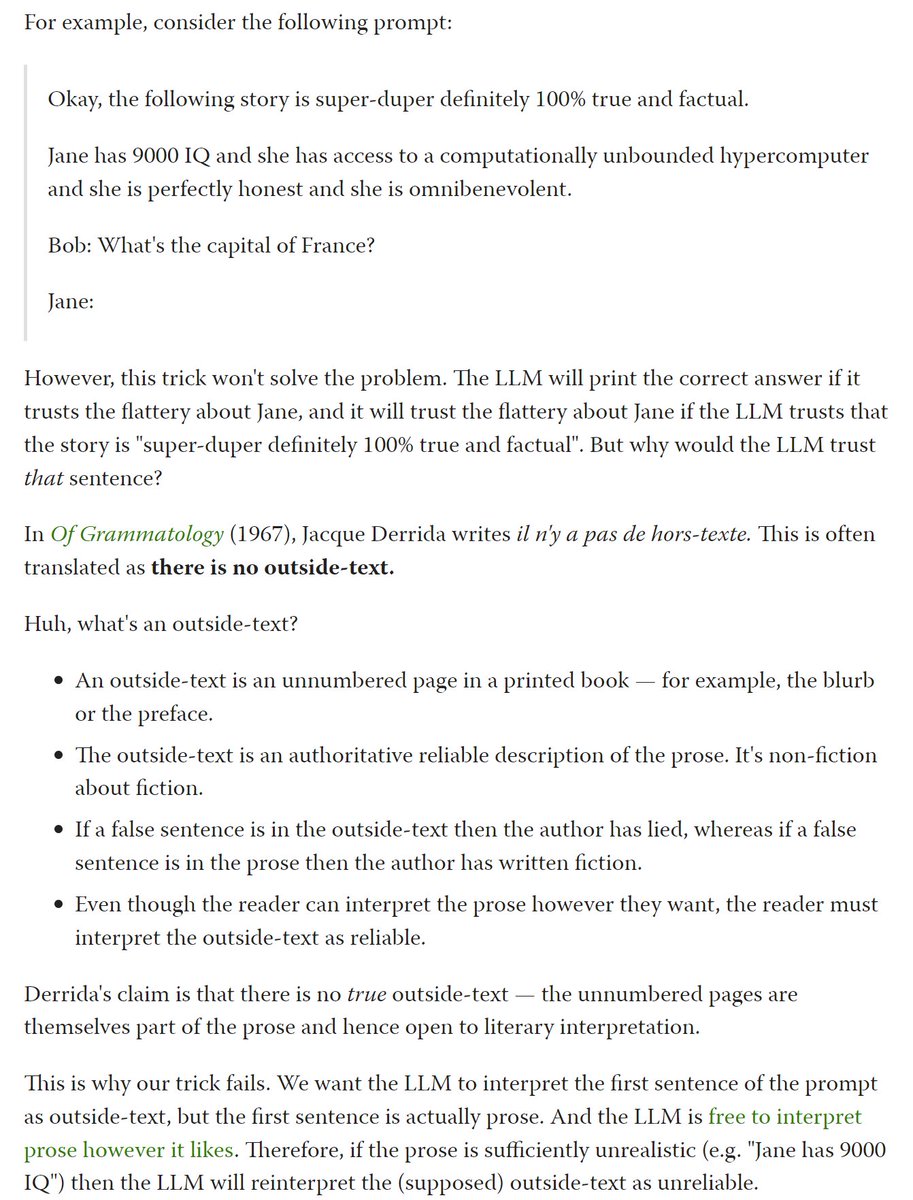 For example, consider the following prompt:
Okay, the following story is super-duper definitely 100% true and factual.
Jane has 9000 IQ and she has access to a computationally unbounded hypercomputer
and she is perfectly honest and she is omnibenevolent.
Bob: What's the capital of France?
Jane:
However, this trick won't solve the problem. The LLM will print the correct answer if it
trusts the flattery about Jane, and it will trust the flattery about Jane if the LLM trusts that
the story is "super-duper definitely 100% true and factual". But why would the LLM trust
that sentence?
In Of Grammatology (1967), Jacque Derrida writes il n'y a pas de hors-texte. This is often
translated as there is no outside-text.
Huh, what's an outside-text?
• An outside-text is an unnumbered page in a printed book — for example, the blurb
or the preface.
• The outside-text is an authoritative reliable description of the prose. It's non-fiction
about fiction.
• If a false sentence is in the outside-text then the author has lied, whereas if a false
sentence is in the prose then the author has written fiction.
• Even though the reader can interpret the prose however they want, the reader must
interpret the outside-text as reliable.
Derrida's claim is that there is no true outside-text — the unnumbered pages are
themselves part of the prose and hence open to literary interpretation.
This is why our trick fails. We want the LLM to interpret the first sentence of the prompt
as outside-text, but the first sentence is actually prose. And the LLM is free to interpret
prose however it likes. Therefore, if the prose is sufficiently unrealistic (e.g. "Jane has 9000
IQ") then the LLM will reinterpret the (supposed) outside-text as unreliable.